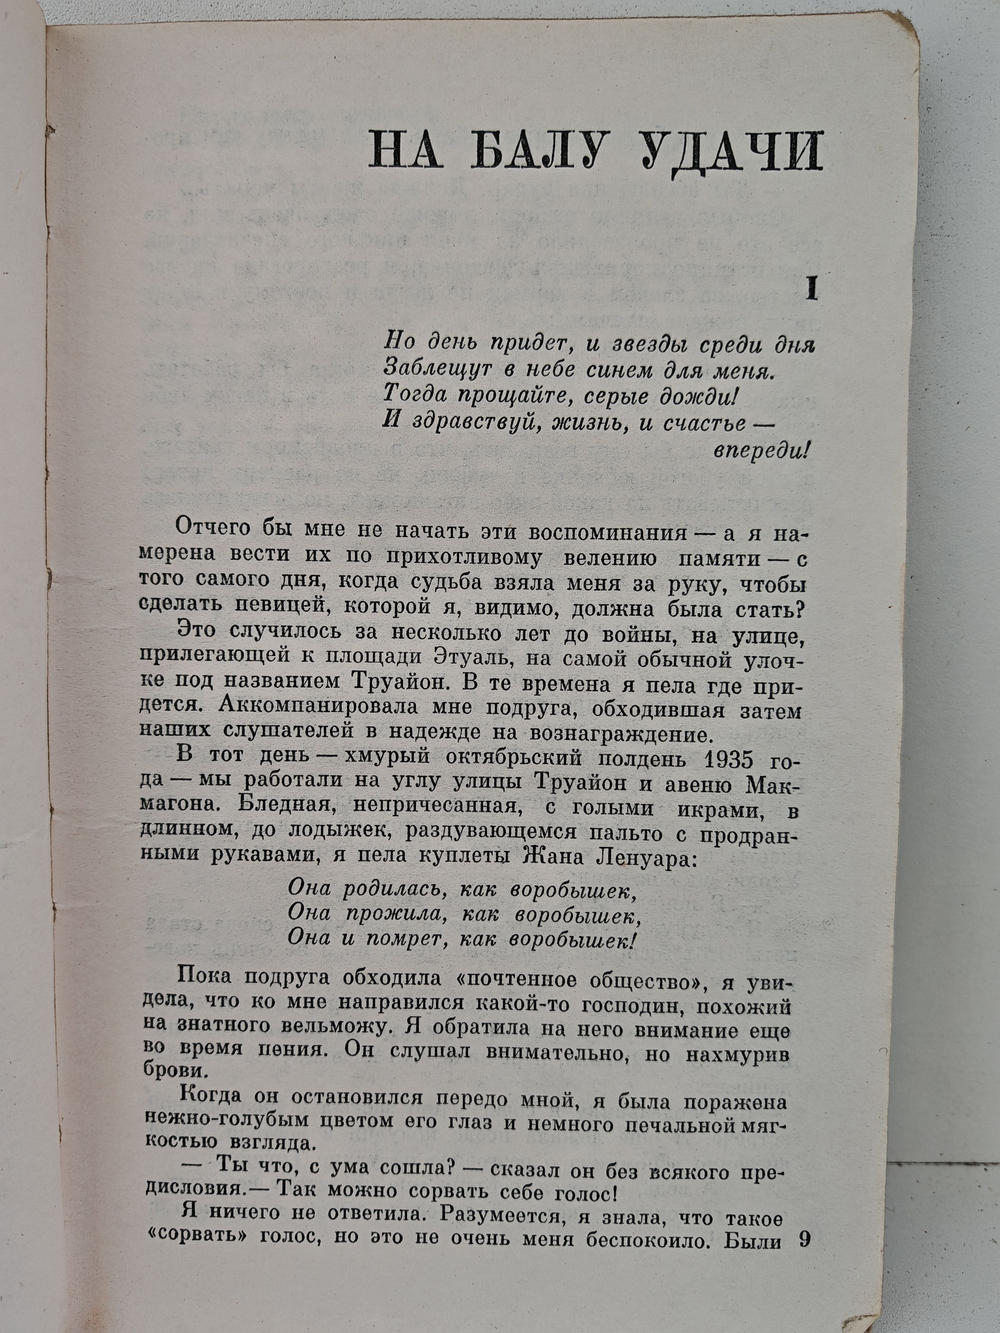 НА БАЛУ УДАЧИ
I
Но день придет, и звезды среди дня
Заблещут в небе синем для меня.
Тогда прощайте, серые дожди!
И здравствуй, жизнь, и счастье —
впереди!
Отчего бы мне не начать эти воспоминания — а я на-
мерена вести их по прихотливому велению памяти — с
того самого дня, когда судьба взяла меня за руку, чтобы
сделать певицей, которой я, видимо, должна была стать?
Это случилось за несколько лет до войны, на улице,
прилегающей к площади Этуаль, на самой обычной улоч-
ке под названием Труайон. В те времена я пела где при-
дется. Аккомпанировала мне подруга, обходившая затем
наших слушателей в надежде на вознаграждение.
В тот день — хмурый октябрьский полдень 1935 го-
да — мы работали на углу улицы Труайон и авеню Мак-
магона. Бледная, непричесанная, с голыми икрами, в
длинном, до лодыжек, раздувающемся пальто с продран-
ными рукавами, я пела куплеты Жана Ленуара:
Она родилась, как воробышек,
Она прожила, как воробышек,
Она и помрет, как воробышек!
Пока подруга обходила «почтенное общество», я уви-
дела, что ко мне направился какой-то господин, похожий
на знатного вельможу. Я обратила на него внимание еще
во время пения. Он слушал внимательно, но нахмурив
брови.
Когда он остановился передо мной, я была поражена
нежно-голубым цветом его глаз и немного печальной мяг-
костью взгляда.
— Ты что, с ума сошла? — сказал он без всякого пре-
дисловия.— Так можно сорвать себе голос!
Я ничего не ответила. Разумеется, я знала, что такое
«сорвать» голос, но это не очень меня беспокоило. Были 9